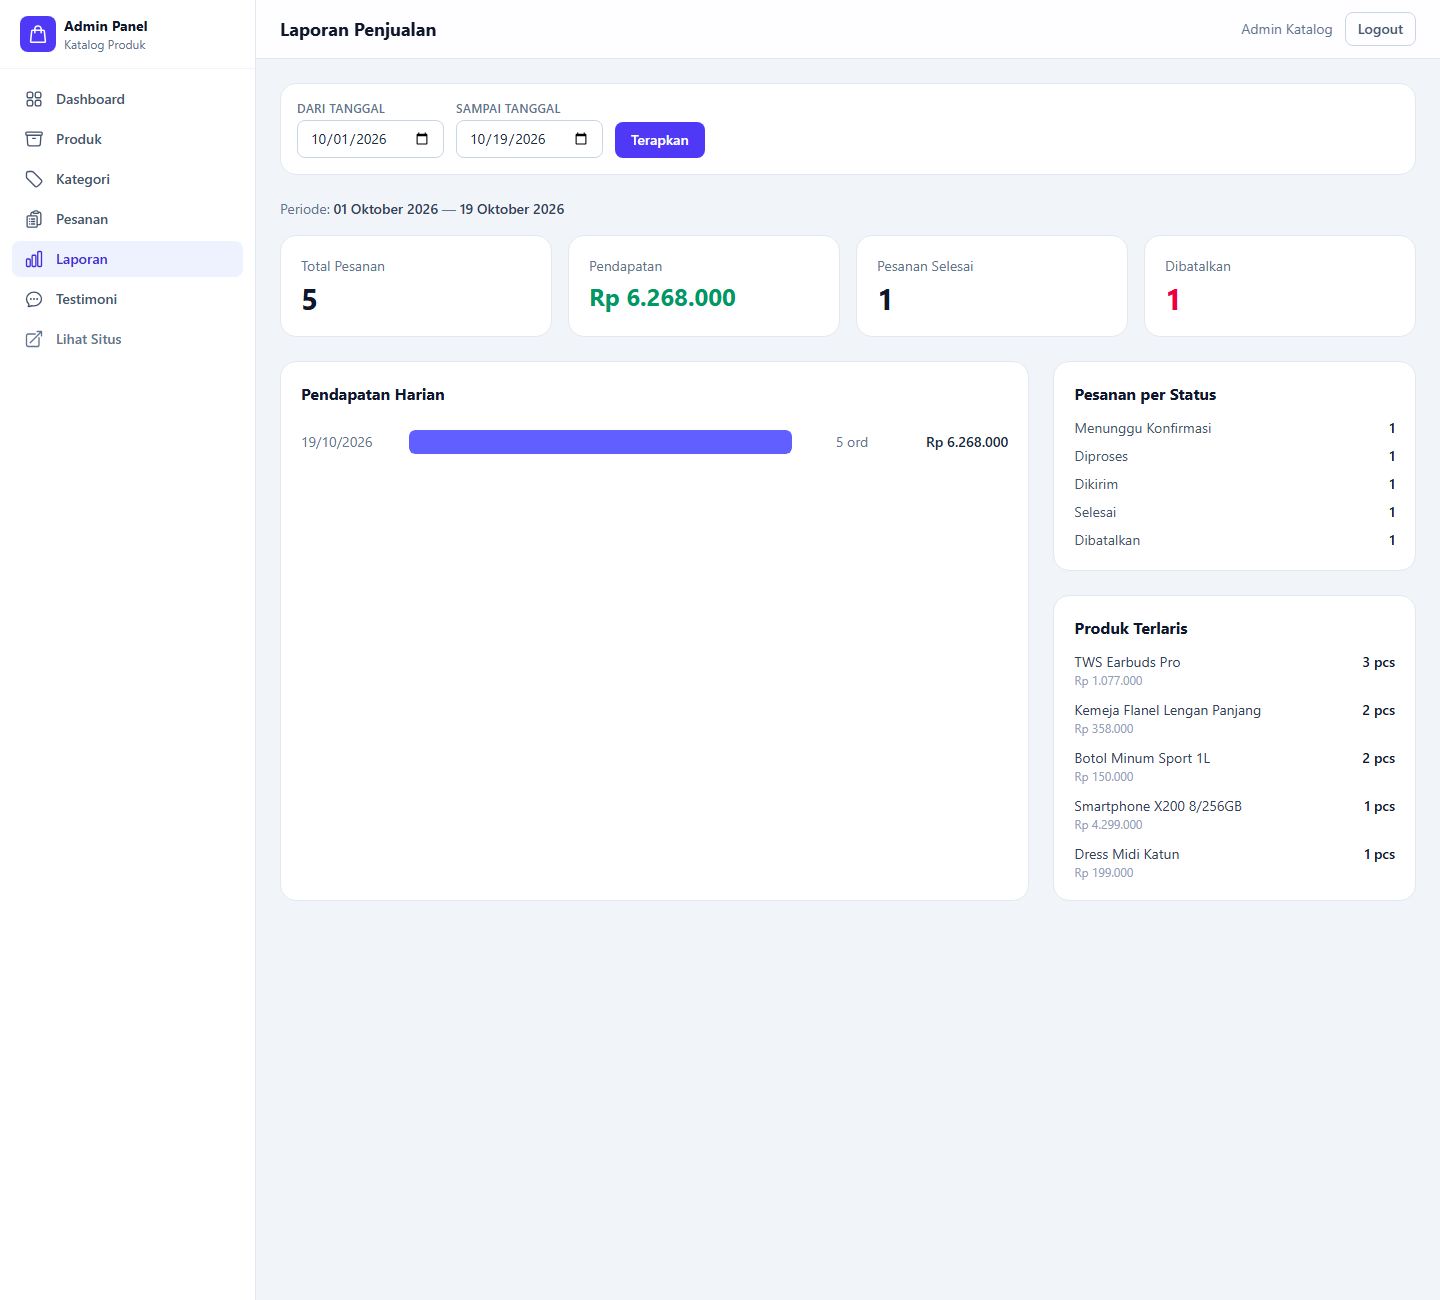 Admin Panel
Katalog Produk
Dashboard
Produk
Kategori
Pesanan
Laporan
Testimoni
Lihat Situs
Laporan Penjualan
Admin Katalog
Logout
DARI TANGGAL
SAMPAI TANGGAL
10/01/2026
10/19/2026
Terapkan
Periode: 01 Oktober 2026 — 19 Oktober 2026
Total Pesanan
5
Pendapatan
Rp 6.268.000
Pesanan Selesai
1
Dibatalkan
1
Pendapatan Harian
19/10/2026 5 ord Rp 6.268.000
Pesanan per Status
Menunggu Konfirmasi 1
Diproses 1
Dikirim 1
Selesai 1
Dibatalkan 1
Produk Terlaris
TWS Earbuds Pro 3 pcs
Rp 1.077.000
Kemeja Flanel Lengan Panjang 2 pcs
Rp 358.000
Botol Minum Sport 1L 2 pcs
Rp 150.000
Smartphone X200 8/256GB 1 pcs
Rp 4.299.000
Dress Midi Katun 1 pcs
Rp 199.000